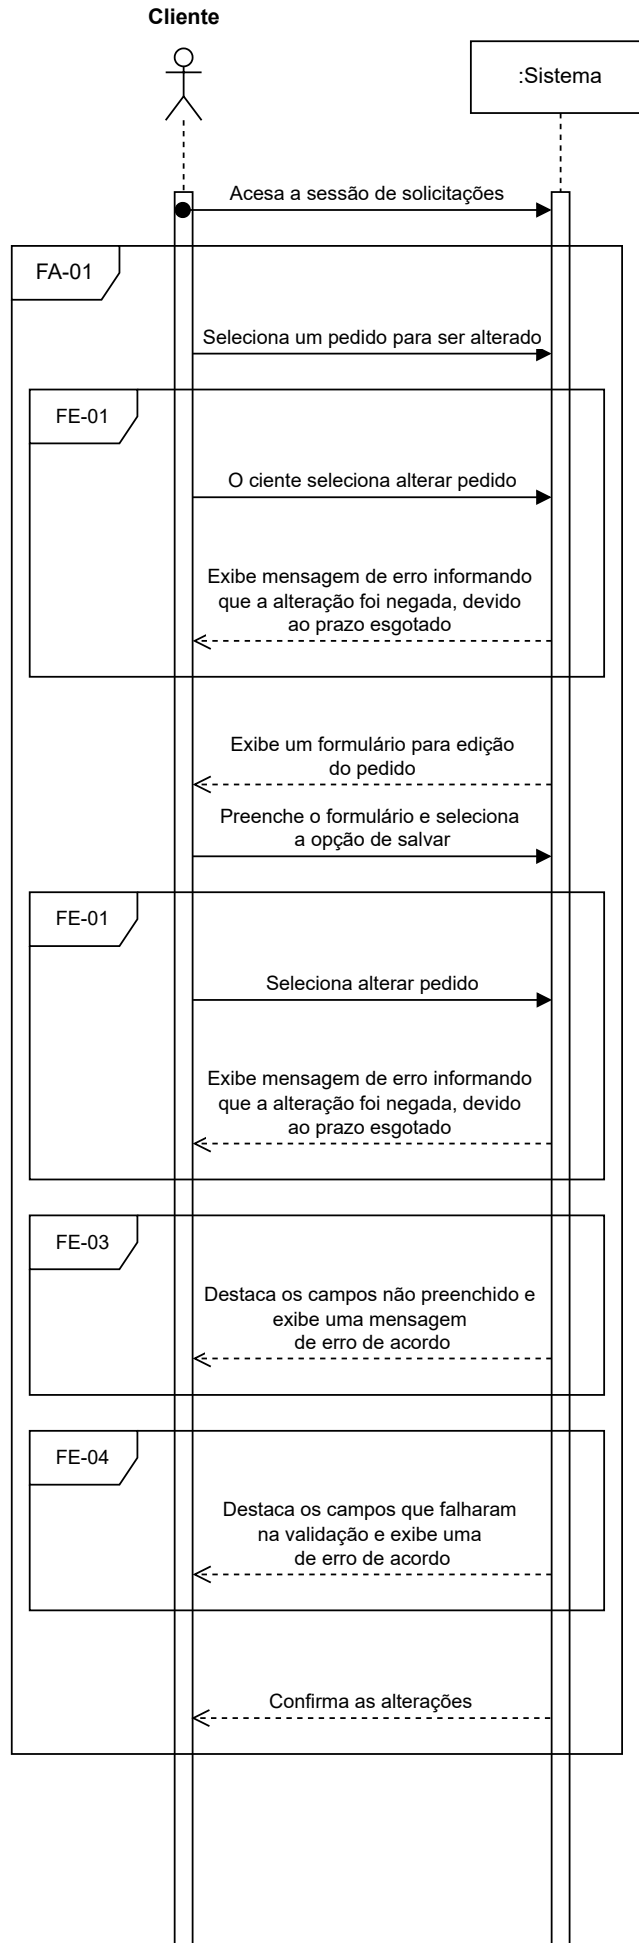 Cliente
:Sistema
Acesa a sessão de solicitações
FA-01
Seleciona um pedido para ser alterado
FE-01
O ciente seleciona alterar pedido
Exibe mensagem de erro informando
que a alteração foi negada, devido
ao prazo esgotado
Exibe um formulário para edição
do pedido
Preenche o formulário e seleciona
a opção de salvar
FE-01
Seleciona alterar pedido
Exibe mensagem de erro informando
que a alteração foi negada, devido
ao prazo esgotado
FE-03
Destaca os campos não preenchido e
exibe uma mensagem
de erro de acordo
FE-04
Destaca os campos que falharam
na validação e exibe uma
de erro de acordo
Confirma as alterações